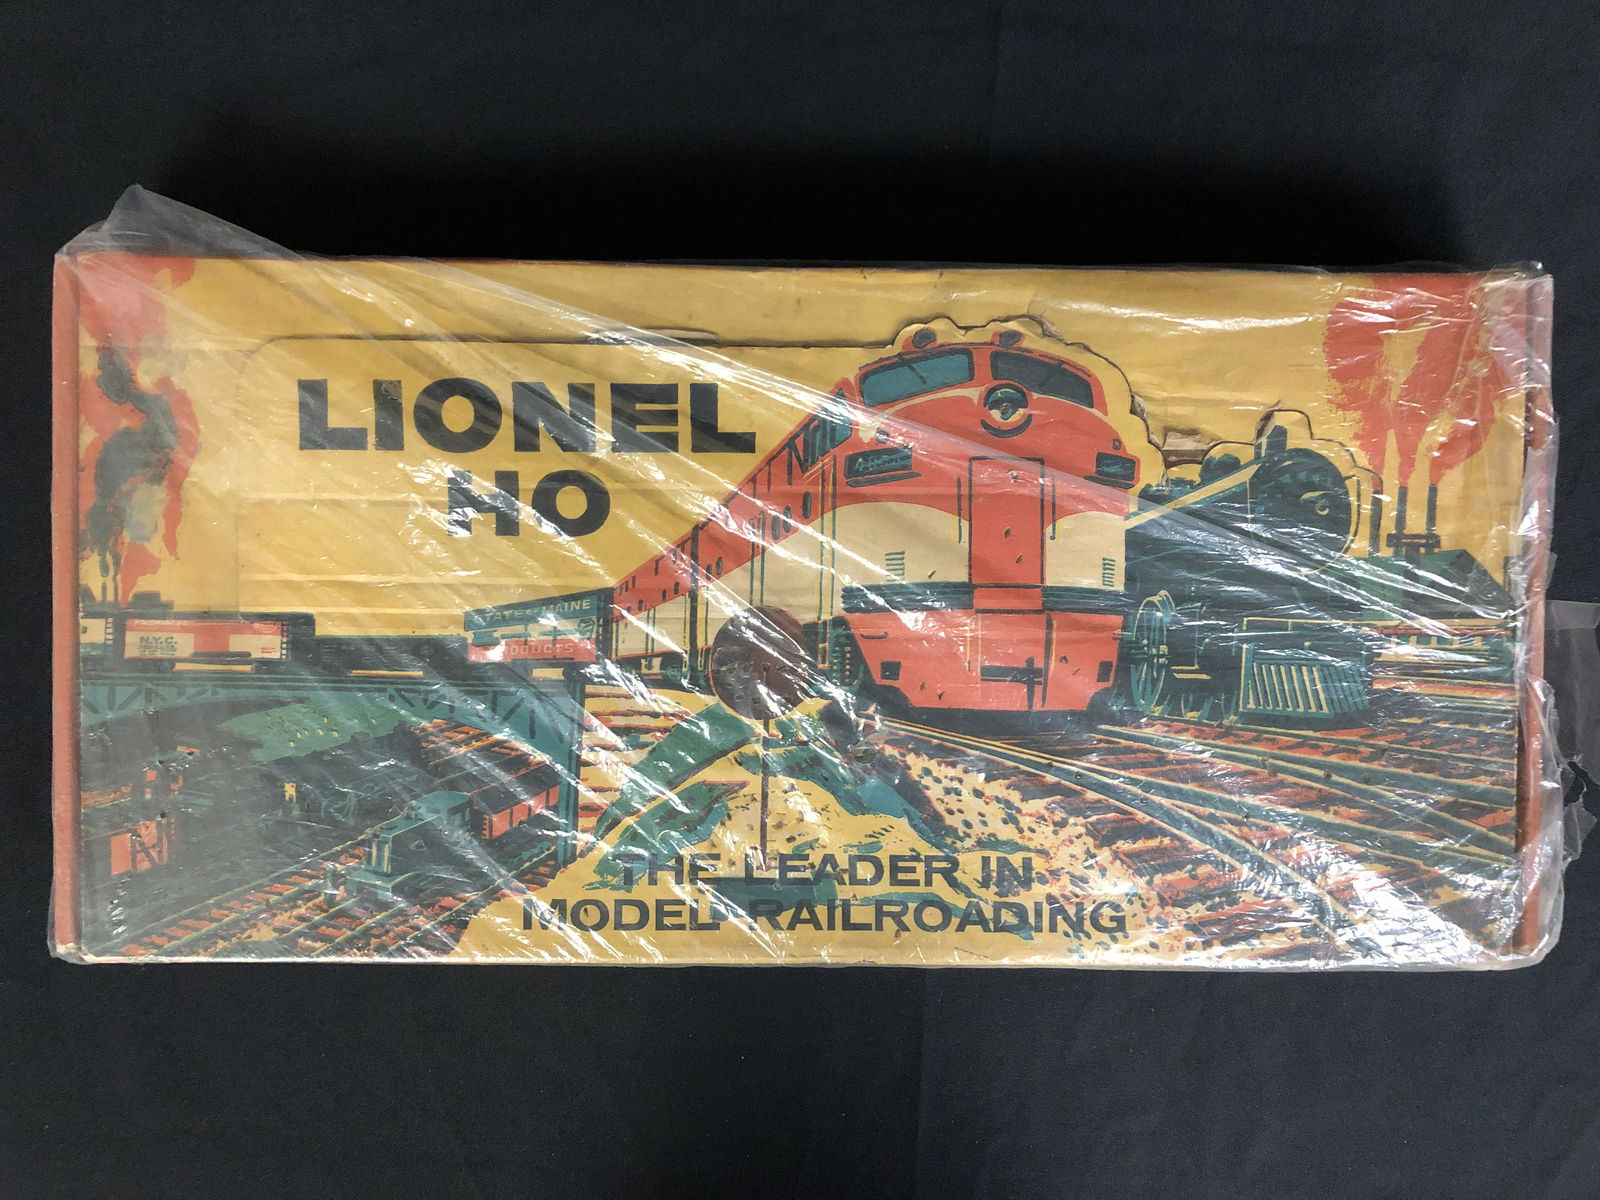 LIONEL
HO
STATE OF MAINE
PRODUCTS
N.Y.C.
THE LEADER IN
MODEL RAILROADING